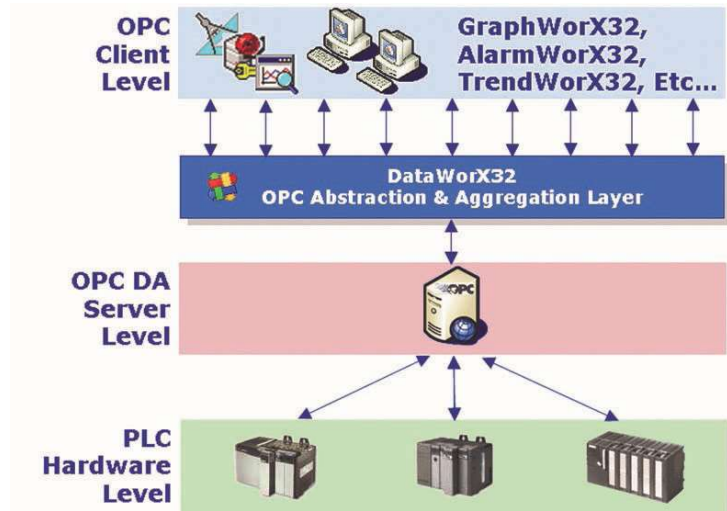 OPC
Client
Level
GraphWorX32,
AlarmWorX32,
TrendWorX32, Etc...
DataWorX32
OPC Abstraction & Aggregation Layer
OPC DA
Server
Level
OPC
PLC
Hardware
Level